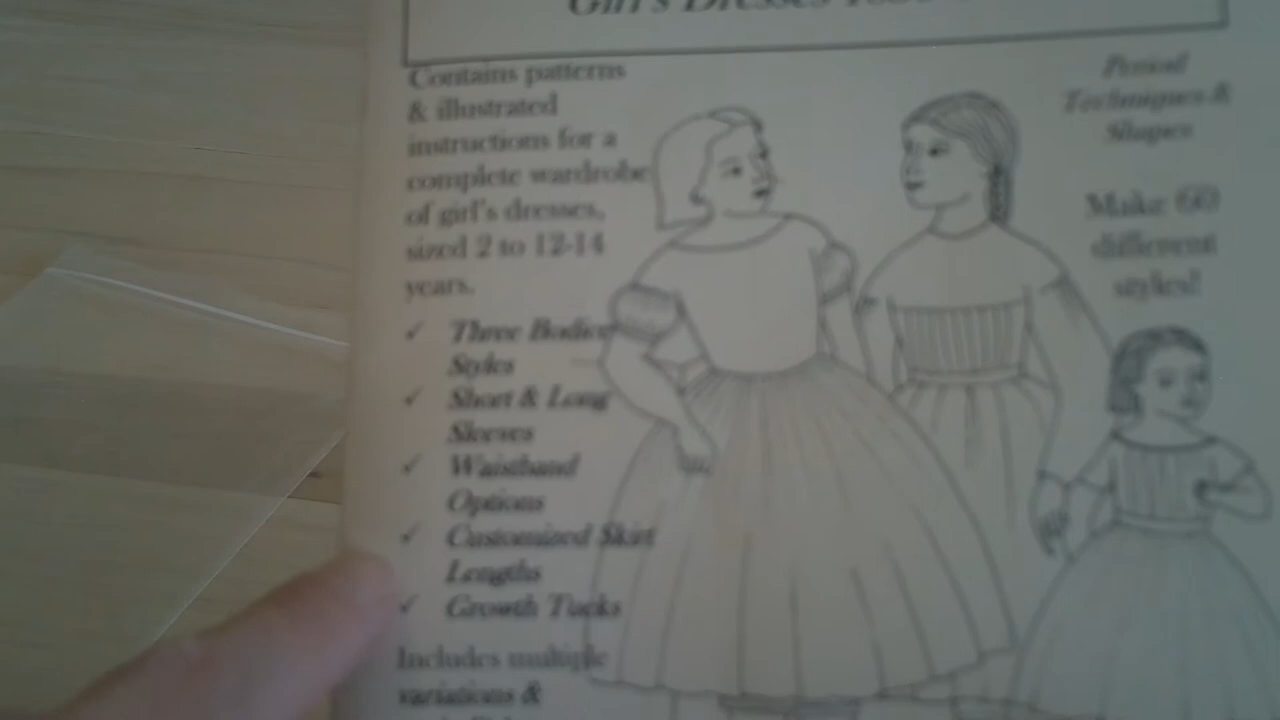 Girl's Dresses
Contains patterns
& illustrated
instructions for a
complete wardrobe
of girl's dresses,
sized 2 to 12-14
years.
✓ Three Bodice
Styles
✓ Short & Long
Sleeves
✓ Waistband
Options
✓ Customized Skirt
Lengths
✓ Growth Tucks
Includes multiple
variations &
Period
Techniques &
Shapes
Make 60
different
styles!